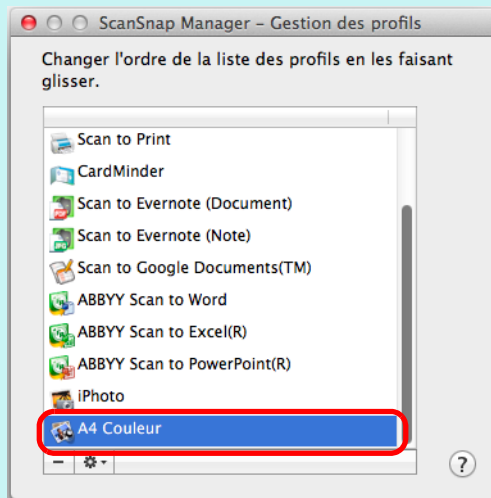 ScanSnap Manager – Gestion des profils
Changer l'ordre de la liste des profils en les faisant
glisser.
Scan to Print
CardMinder
Scan to Evernote (Document)
Scan to Evernote (Note)
Scan to Google Documents(TM)
ABBYY Scan to Word
ABBYY Scan to Excel(R)
ABBYY Scan to PowerPoint(R)
iPhoto
A4 Couleur
?